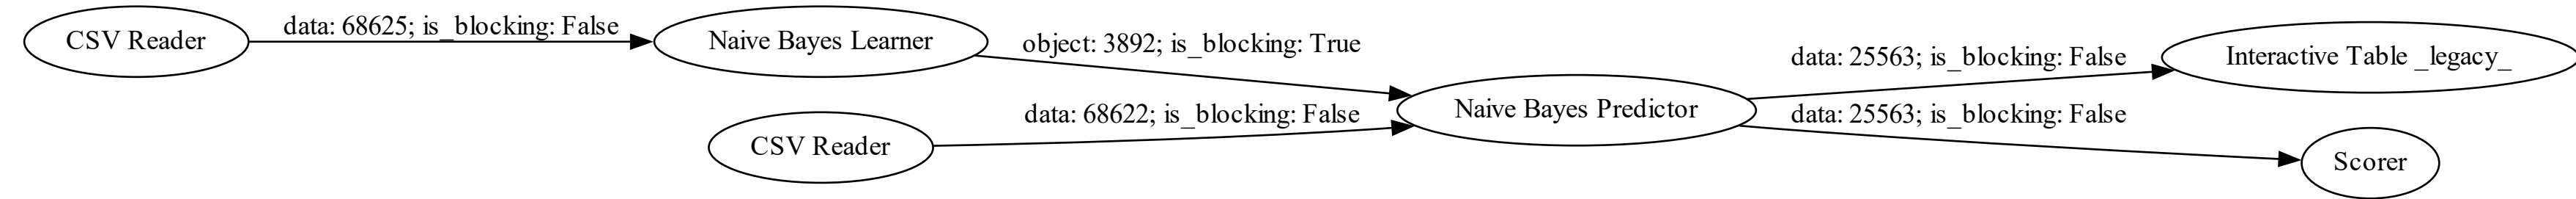 CSV Reader
data: 68625; is_blocking: False
Naive Bayes Learner
object: 3892; is_blocking: True
CSV Reader
data: 68622; is_blocking: False
Naive Bayes Predictor
data: 25563; is_blocking: False
Interactive Table _legacy_
data: 25563; is_blocking: False
Scorer